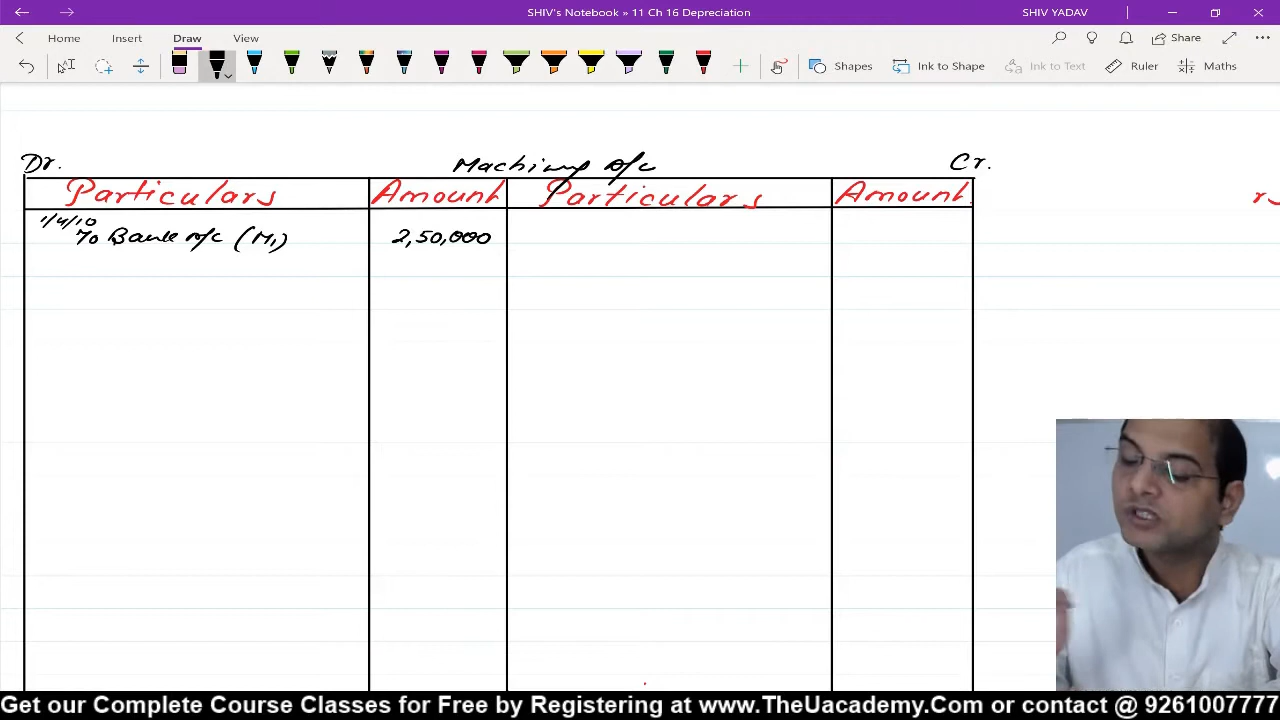 SHIV's Notebook » 11 Ch 16 Depreciation
SHIV YADAV
Home Insert Draw View
Share
Shapes Ink to Shape Ink to Text Ruler Maths
Dr. Machinery A/c Cr.
Particulars Amount Particulars Amount
1/4/10
To Bank A/c (M1) 2,50,000
Get our Complete Course Classes for Free by Registering at www.TheUacademy.Com or contact @ 9261007777